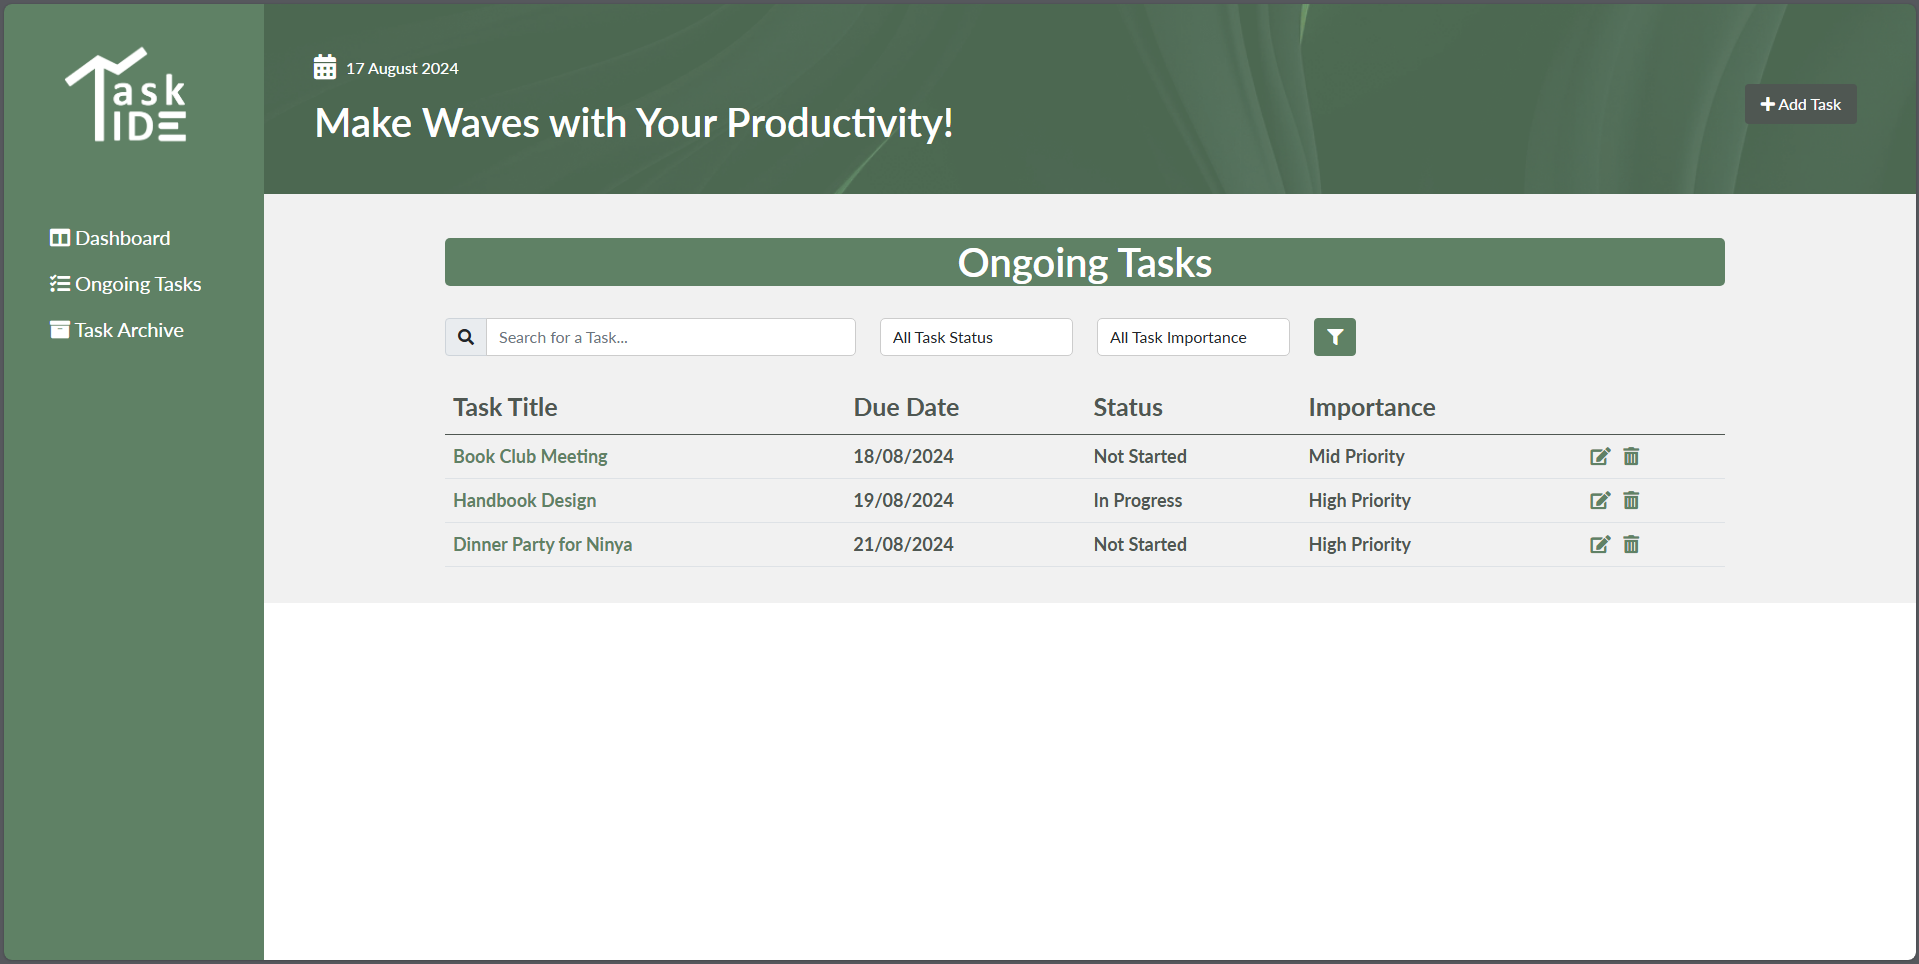 Task
TIDE
Dashboard
Ongoing Tasks
Task Archive
17 August 2024
Make Waves with Your Productivity!
Add Task
Ongoing Tasks
Search for a Task... All Task Status All Task Importance
Task Title Due Date Status Importance
Book Club Meeting 18/08/2024 Not Started Mid Priority
Handbook Design 19/08/2024 In Progress High Priority
Dinner Party for Ninya 21/08/2024 Not Started High Priority